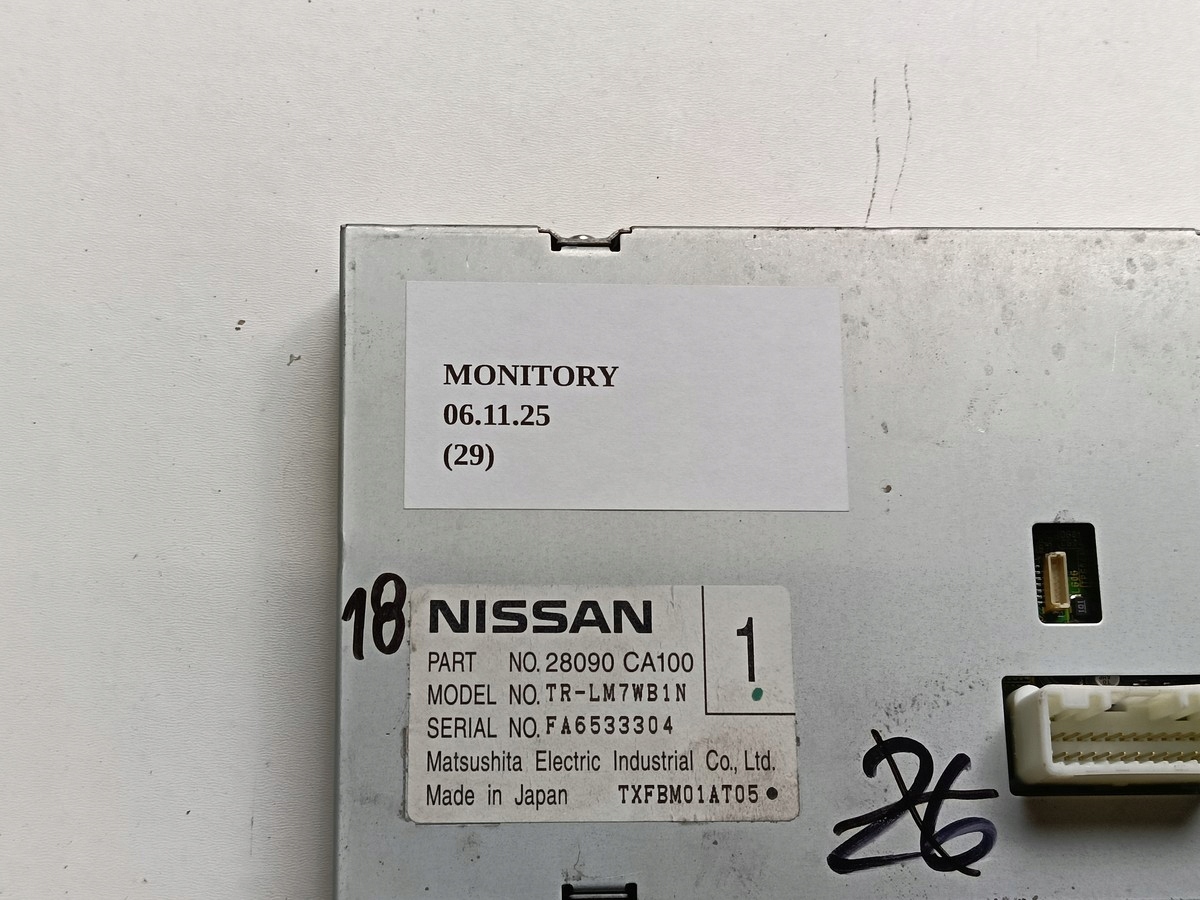 MONITORY
06.11.25
(29)
18
NISSAN
1
PART NO. 28090 CA100
MODEL NO. TR-LM7WB1N
SERIAL NO. FA6533304
Matsushita Electric Industrial Co., Ltd.
Made in Japan TXFBM01AT05
26